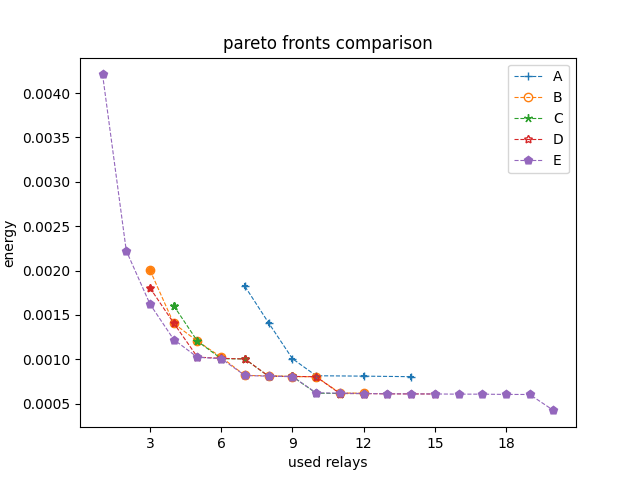 pareto fronts comparison
A
B
C
D
E
energy
0.0040
0.0035
0.0030
0.0025
0.0020
0.0015
0.0010
0.0005
3 6 9 12 15 18
used relays